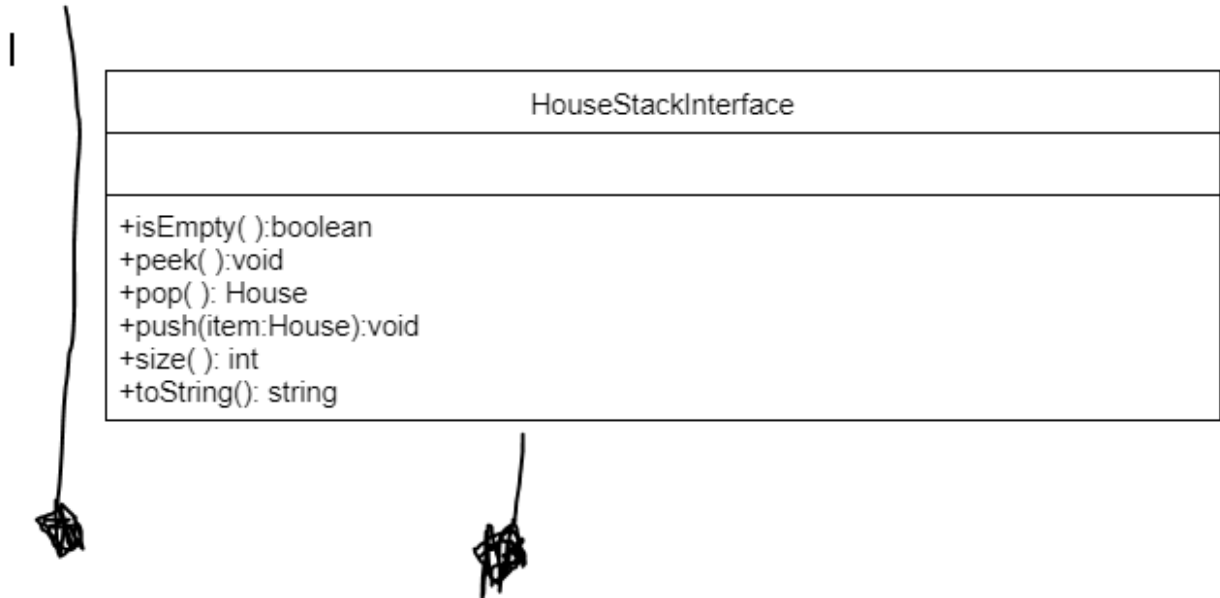 HouseStackInterface
+isEmpty( ):boolean
+peek( ):void
+pop( ): House
+push(item:House):void
+size( ): int
+toString(): string